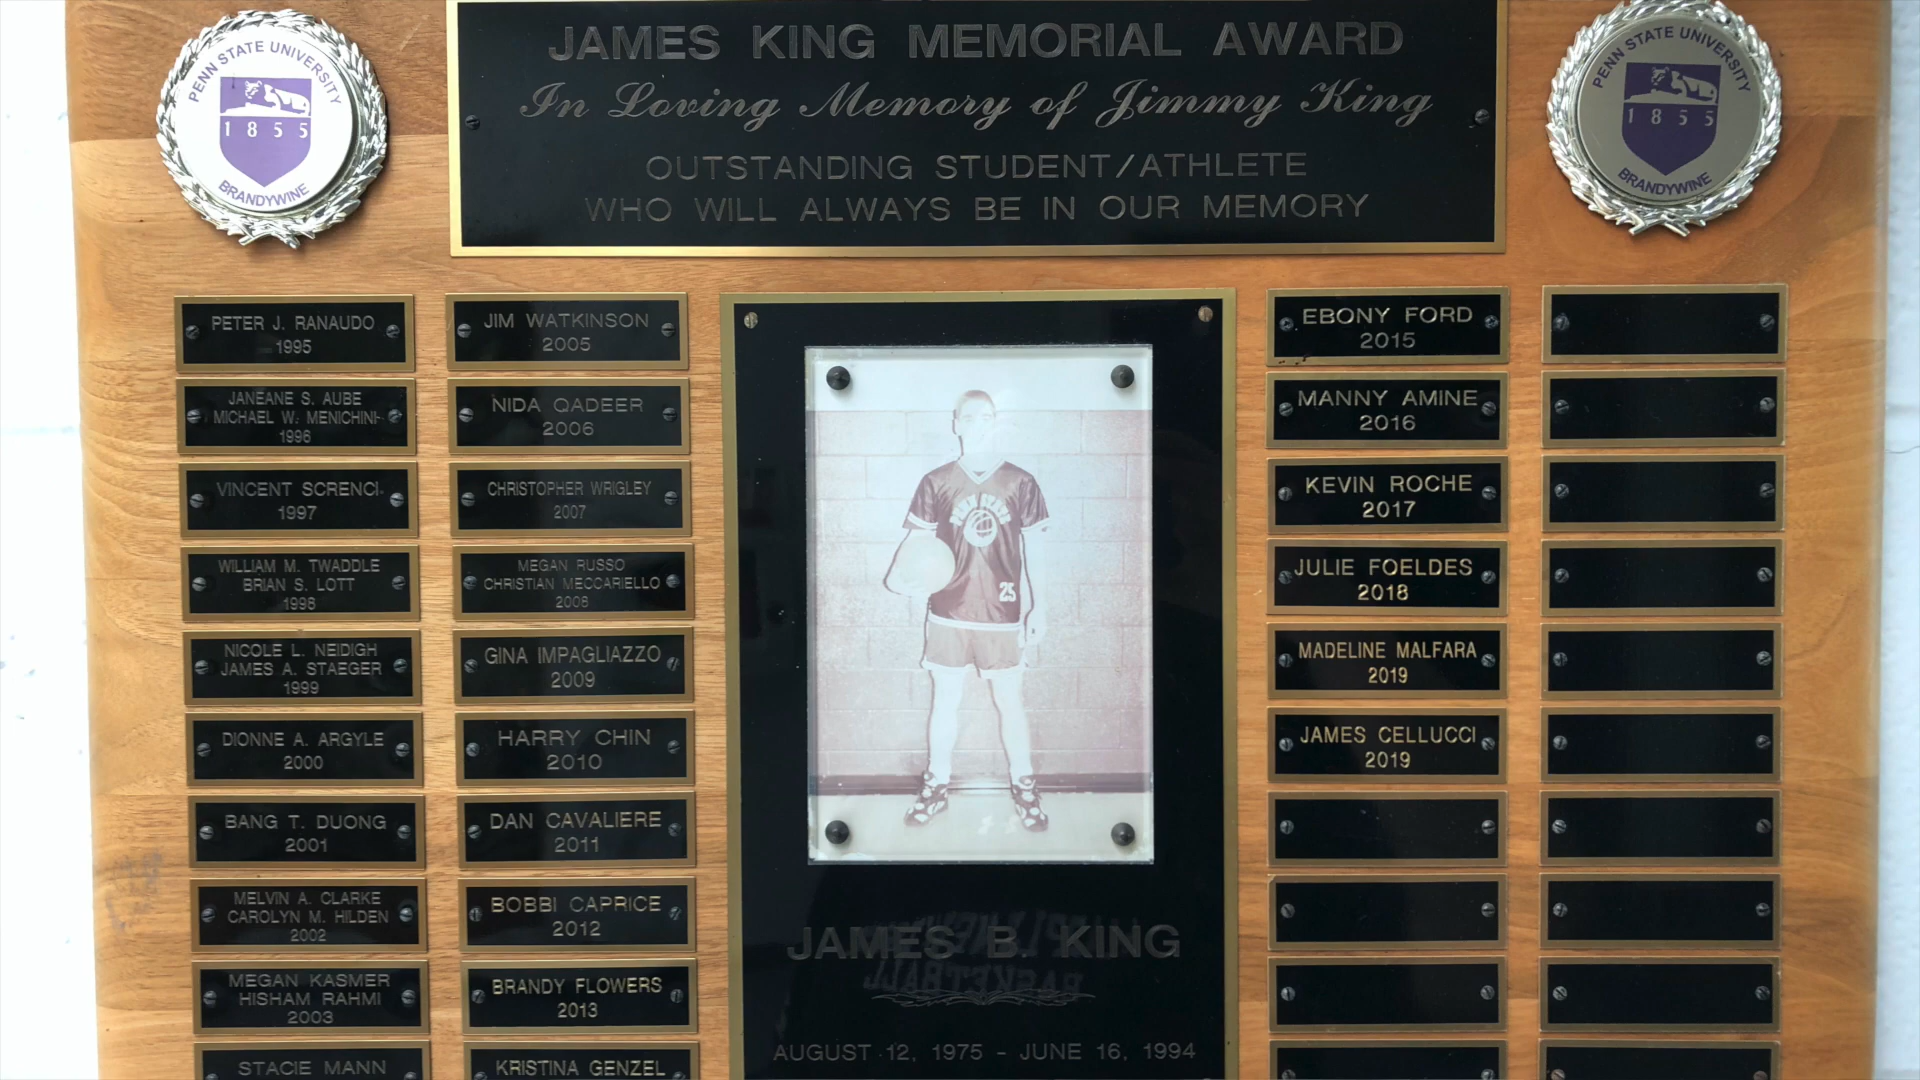 JAMES KING MEMORIAL AWARD
In Loving Memory of Jimmy King
OUTSTANDING STUDENT/ATHLETE
WHO WILL ALWAYS BE IN OUR MEMORY
PENN STATE UNIVERSITY
1855
BRANDYWINE
PENN STATE UNIVERSITY
1855
BRANDYWINE
PETER J. RANAUDO
1995
JANEANE S. AUBE
MICHAEL W. MENICHINI
1996
VINCENT SCRENCI
1997
WILLIAM M. TWADDLE
BRIAN S. LOTT
1998
NICOLE L. NEIDIGH
JAMES A. STAEGER
1999
DIONNE A. ARGYLE
2000
BANG T. DUONG
2001
MELVIN A. CLARKE
CAROLYN M. HILDEN
2002
MEGAN KASMER
HISHAM RAHMI
2003
STACIE MANN
JIM WATKINSON
2005
NIDA QADEER
2006
CHRISTOPHER WRIGLEY
2007
MEGAN RUSSO
CHRISTIAN MECCARIELLO
2008
GINA IMPAGLIAZZO
2009
HARRY CHIN
2010
DAN CAVALIERE
2011
BOBBI CAPRICE
2012
BRANDY FLOWERS
2013
KRISTINA GENZEL
PENN STATE
25
JAMES B. KING
BASKETBALL
AUGUST 12, 1975 - JUNE 16, 1994
EBONY FORD
2015
MANNY AMINE
2016
KEVIN ROCHE
2017
JULIE FOELDES
2018
MADELINE MALFARA
2019
JAMES CELLUCCI
2019